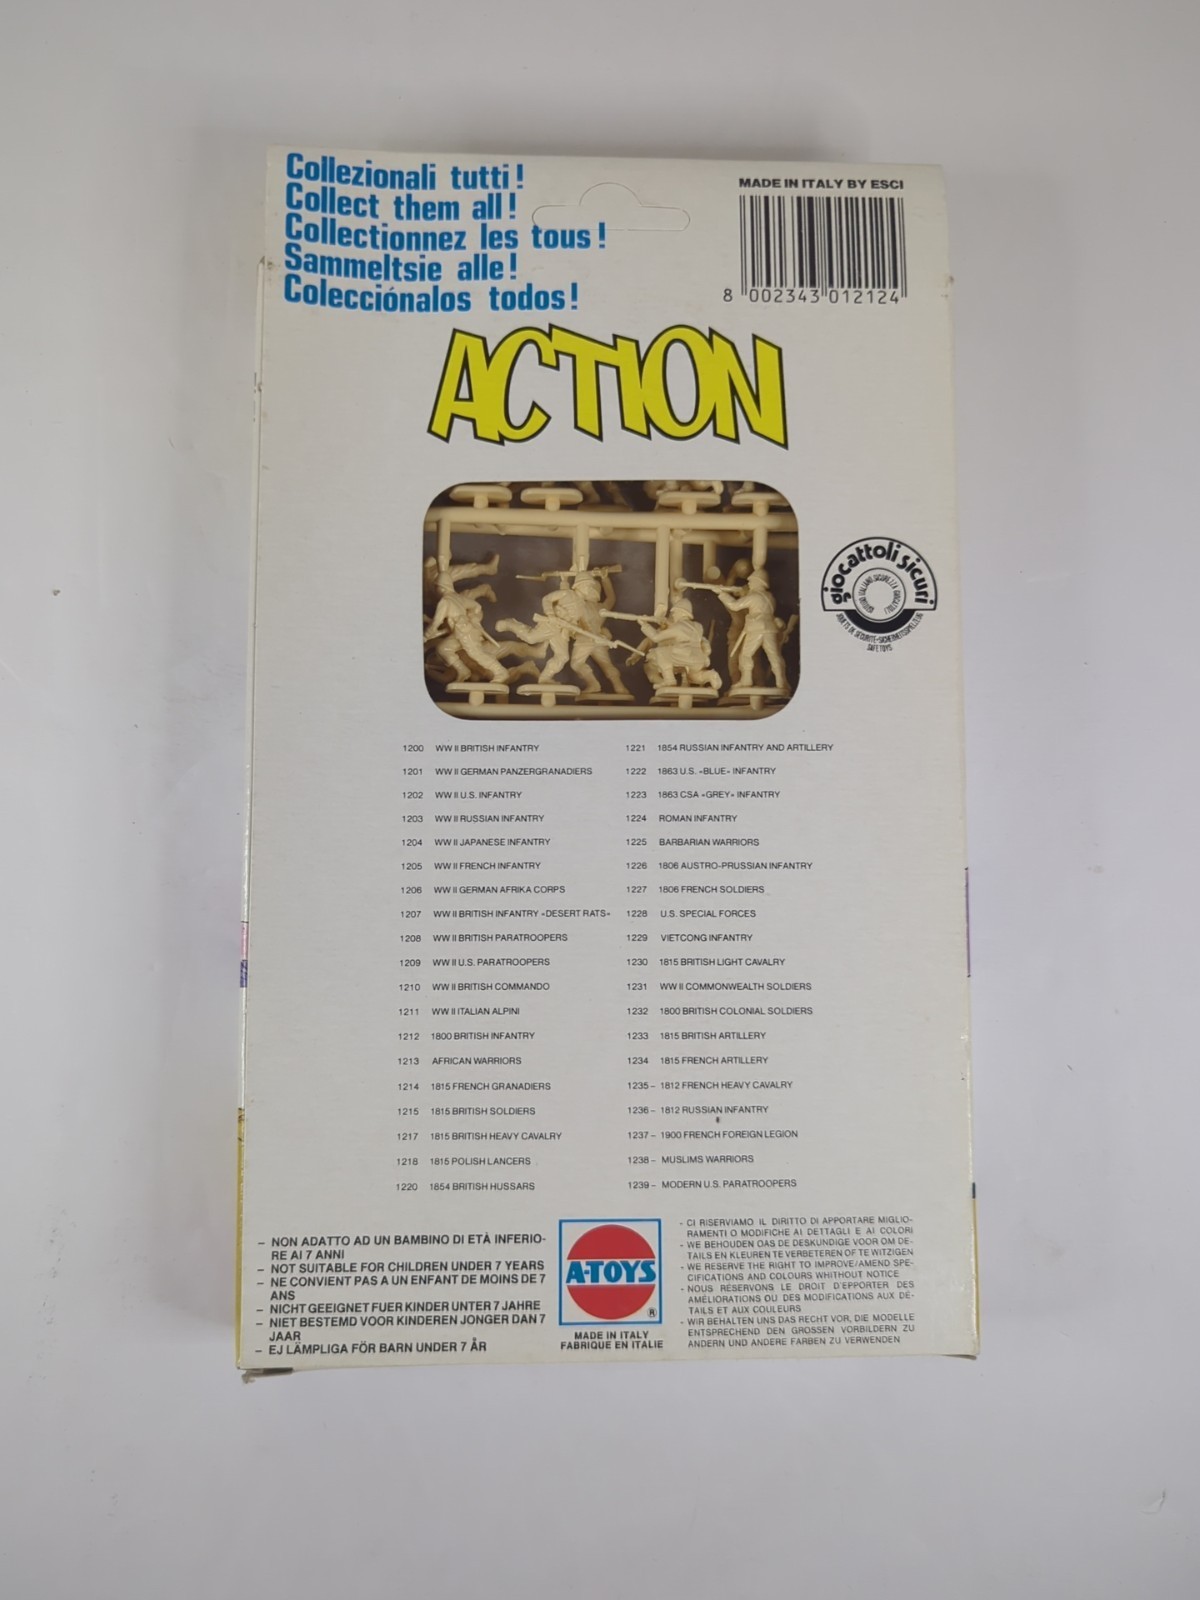 Collezionali tutti!
Collect them all!
Collectionnez les tous!
Sammeltsie alle!
Colecciónalos todos!
MADE IN ITALY BY ESCI
8 002343 012124
ACTION
giocattoli sicuri
SAFE TOYS
1200 WW II BRITISH INFANTRY
1201 WW II GERMAN PANZERGRANADIERS
1202 WW II U.S. INFANTRY
1203 WW II RUSSIAN INFANTRY
1204 WW II JAPANESE INFANTRY
1205 WW II FRENCH INFANTRY
1206 WW II GERMAN AFRIKA CORPS
1207 WW II BRITISH INFANTRY «DESERT RATS»
1208 WW II BRITISH PARATROOPERS
1209 WW II U.S. PARATROOPERS
1210 WW II BRITISH COMMANDO
1211 WW II ITALIAN ALPINI
1212 1800 BRITISH INFANTRY
1213 AFRICAN WARRIORS
1214 1815 FRENCH GRANADIERS
1215 1815 BRITISH SOLDIERS
1217 1815 BRITISH HEAVY CAVALRY
1218 1815 POLISH LANCERS
1220 1854 BRITISH HUSSARS
1221 1854 RUSSIAN INFANTRY AND ARTILLERY
1222 1863 U.S. «BLUE» INFANTRY
1223 1863 CSA «GREY» INFANTRY
1224 ROMAN INFANTRY
1225 BARBARIAN WARRIORS
1226 1806 AUSTRO-PRUSSIAN INFANTRY
1227 1806 FRENCH SOLDIERS
1228 U.S. SPECIAL FORCES
1229 VIETCONG INFANTRY
1230 1815 BRITISH LIGHT CAVALRY
1231 WW II COMMONWEALTH SOLDIERS
1232 1800 BRITISH COLONIAL SOLDIERS
1233 1815 BRITISH ARTILLERY
1234 1815 FRENCH ARTILLERY
1235 – 1812 FRENCH HEAVY CAVALRY
1236 – 1812 RUSSIAN INFANTRY
1237 – 1900 FRENCH FOREIGN LEGION
1238 – MUSLIMS WARRIORS
1239 – MODERN U.S. PARATROOPERS
– NON ADATTO AD UN BAMBINO DI ETÀ INFERIO-
RE AI 7 ANNI
– NOT SUITABLE FOR CHILDREN UNDER 7 YEARS
– NE CONVIENT PAS A UN ENFANT DE MOINS DE 7
ANS
– NICHT GEEIGNET FUER KINDER UNTER 7 JAHRE
– NIET BESTEMD VOOR KINDEREN JONGER DAN 7
JAAR
– EJ LÄMPLIGA FÖR BARN UNDER 7 ÅR
A-TOYS
®
MADE IN ITALY
FABRIQUE EN ITALIE
- CI RISERVIAMO IL DIRITTO DI APPORTARE MIGLIO-
RAMENTI O MODIFICHE AI DETTAGLI E AI COLORI
- WE BEHOUDEN DAS DE DESKUNDIGE VOOR OM DE-
TAILS EN KLEUREN TE VERBETEREN OF TE WITZIGEN
- WE RESERVE THE RIGHT TO IMPROVE/AMEND SPE-
CIFICATIONS AND COLOURS WHITHOUT NOTICE
- NOUS RESERVONS LE DROIT D'EPPORTER DES
AMÉLIORATIONS OU DES MODIFICATIONS AUX DÉ-
TAILS ET AUX COULEURS
- WIR BEHALTEN UNS DAS RECHT VOR, DIE MODELLE
ENTSPRECHEND DEN GROSSEN VORBILDERN ZU
ANDERN UND ANDERE FARBEN ZU VERWENDEN